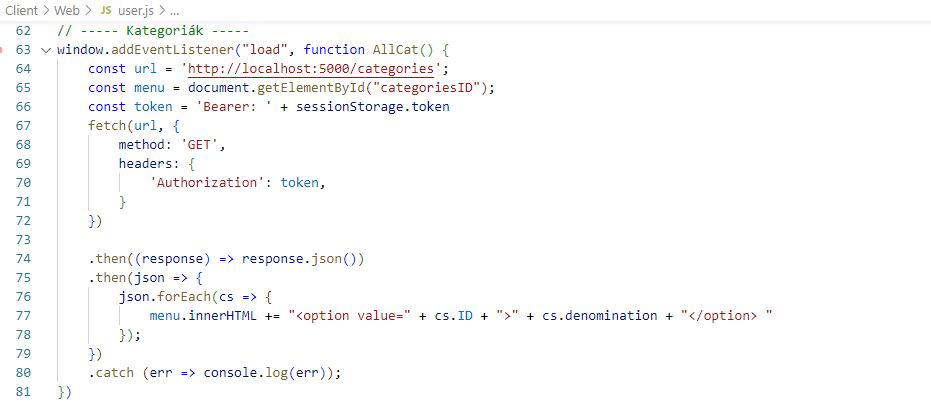 Client > Web > JS user.js > ...
62 // ----- Kategoriák -----
63 window.addEventListener("load", function AllCat() {
64     const url = 'http://localhost:5000/categories';
65     const menu = document.getElementById("categoriesID");
66     const token = 'Bearer: ' + sessionStorage.token
67     fetch(url, {
68         method: 'GET',
69         headers: {
70             'Authorization': token,
71         }
72     })
73
74     .then((response) => response.json())
75     .then(json => {
76         json.forEach(cs => {
77             menu.innerHTML += "<option value=" + cs.ID + ">" + cs.denomination + "</option> "
78         });
79     })
80     .catch (err => console.log(err));
81 })